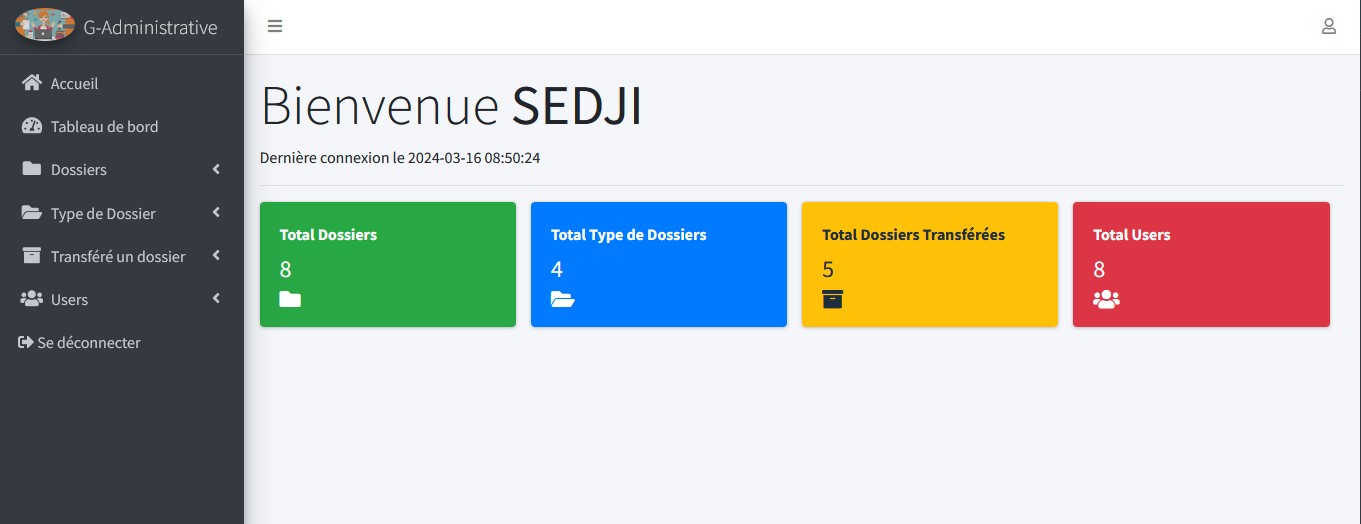 G-Administrative
Accueil
Tableau de bord
Dossiers
Type de Dossier
Transféré un dossier
Users
Se déconnecter
Bienvenue SEDJI
Dernière connexion le 2024-03-16 08:50:24
Total Dossiers
8
Total Type de Dossiers
4
Total Dossiers Transférées
5
Total Users
8